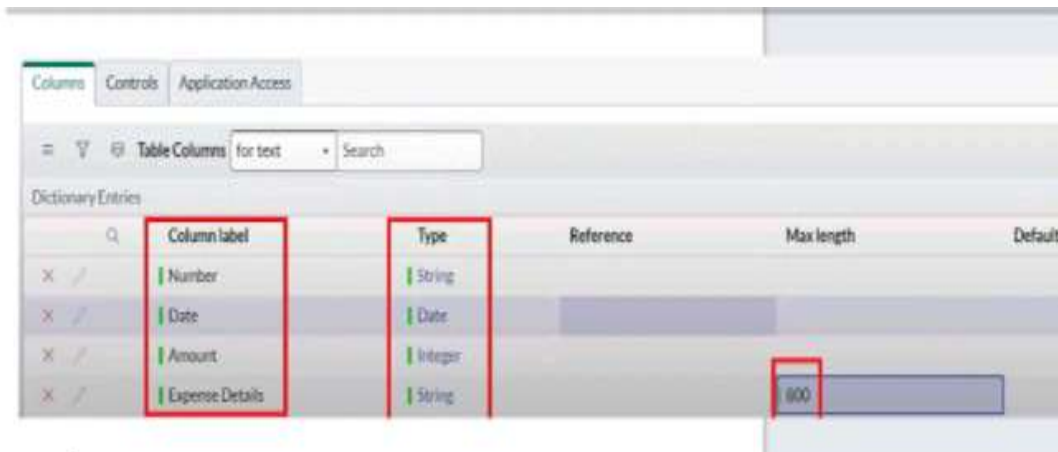 Columns Controls Application Access
Table Columns for text Search
Dictionary Entries
Column label Type Reference Max length Default
Number String
Date Date
Amount Integer
Expense Details String